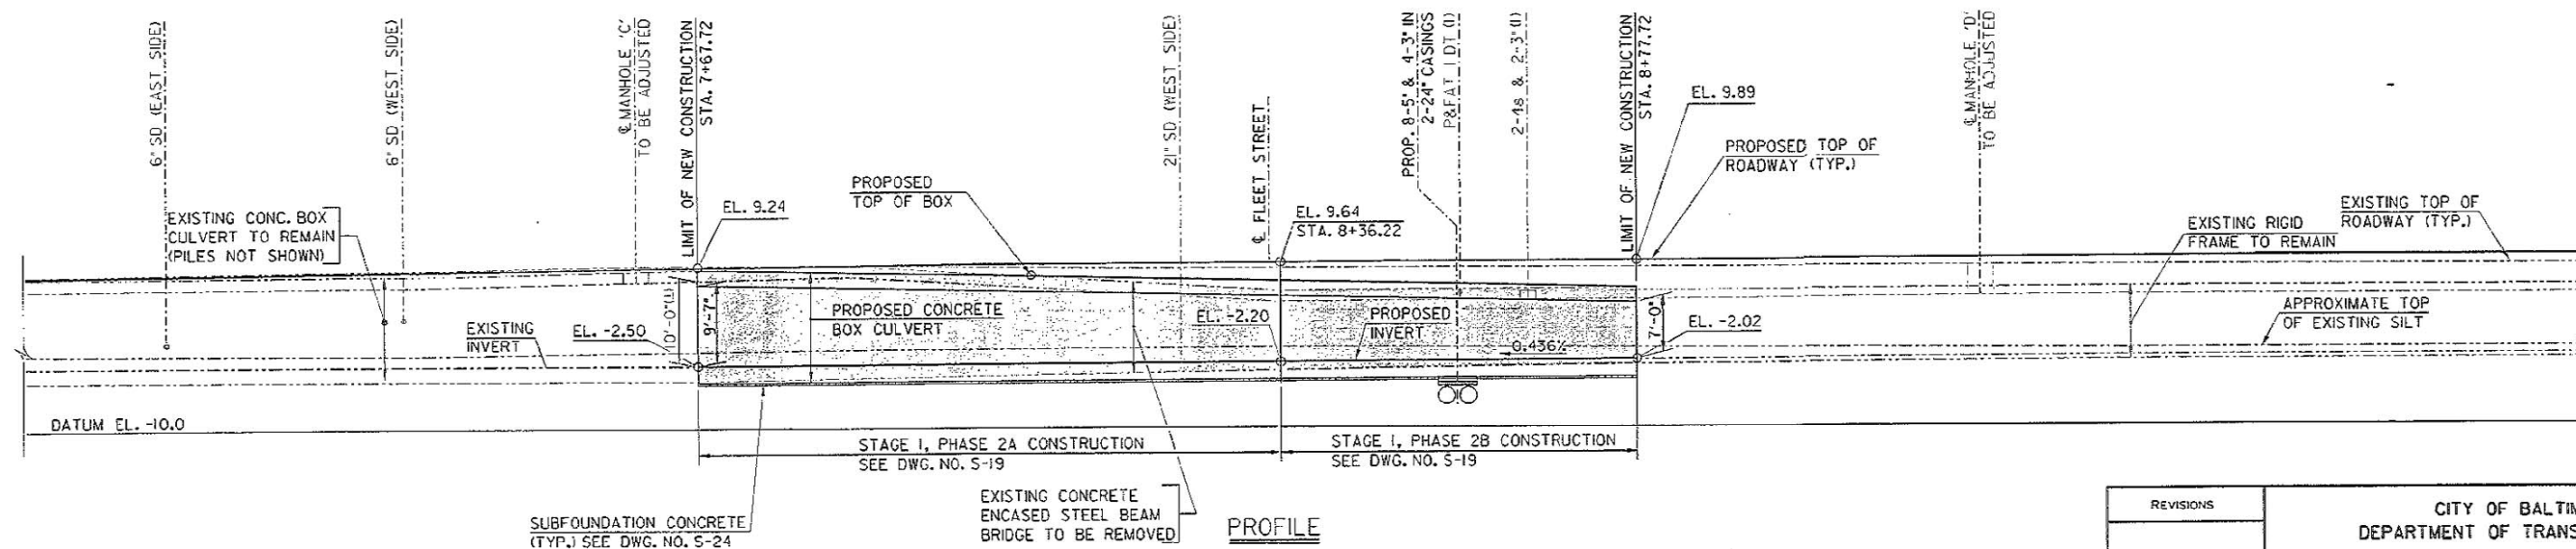 6" SD (EAST SIDE)
6" SD (WEST SIDE)
℄ MANHOLE 'C'
TO BE ADJUSTED
LIMIT OF NEW CONSTRUCTION
STA. 7+67.72
21" SD (WEST SIDE)
℄ FLEET STREET
PROP. 8-5" & 4-3" IN
2-24" CASINGS
P&FAT 1 DT (I)
2-4s & 2-3"(I)
LIMIT OF NEW CONSTRUCTION
STA. 8+77.72
℄ MANHOLE 'D'
TO BE ADJUSTED
EL. 9.89
PROPOSED TOP OF
ROADWAY (TYP.)
PROPOSED
TOP OF BOX
EL. 9.24
EL. 9.64
STA. 8+36.22
EXISTING CONC. BOX
CULVERT TO REMAIN
(PILES NOT SHOWN)
EXISTING RIGID
FRAME TO REMAIN
EXISTING TOP OF
ROADWAY (TYP.)
EXISTING
INVERT
EL. -2.50
10'-0"(±)
9'-7"
PROPOSED CONCRETE
BOX CULVERT
EL. -2.20
PROPOSED
INVERT
0.436%
7'-0"
EL. -2.02
APPROXIMATE TOP
OF EXISTING SILT
DATUM EL. -10.0
STAGE I, PHASE 2A CONSTRUCTION
SEE DWG. NO. S-19
STAGE I, PHASE 2B CONSTRUCTION
SEE DWG. NO. S-19
SUBFOUNDATION CONCRETE
(TYP.) SEE DWG. NO. S-24
EXISTING CONCRETE
ENCASED STEEL BEAM
BRIDGE TO BE REMOVED
PROFILE
REVISIONS
CITY OF BALTIM
DEPARTMENT OF TRANS